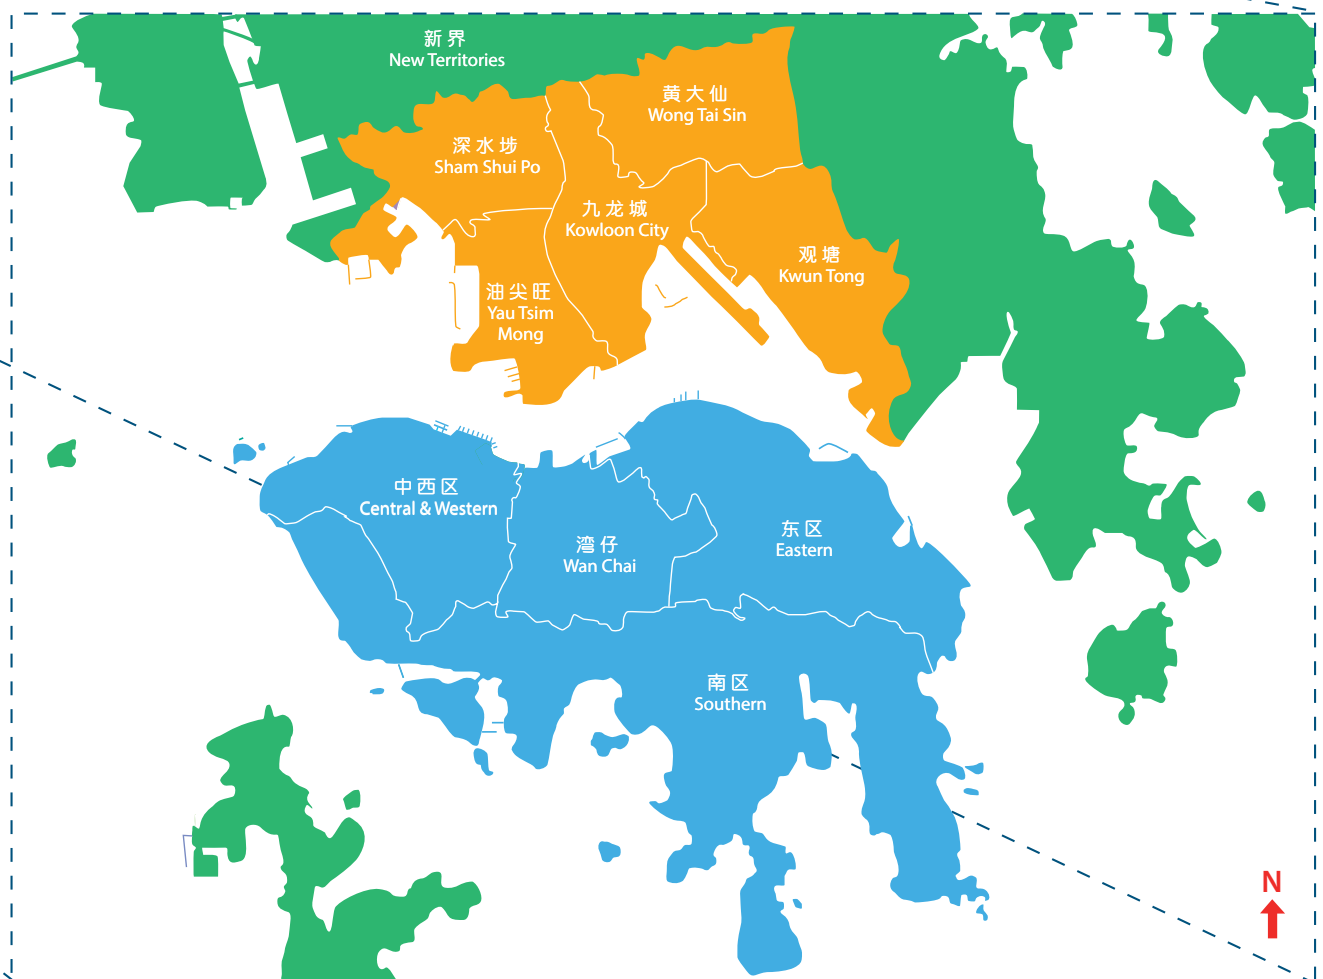 新界
New Territories
黄大仙
Wong Tai Sin
深水埗
Sham Shui Po
九龙城
Kowloon City
观塘
Kwun Tong
油尖旺
Yau Tsim
Mong
中西区
Central & Western
东区
Eastern
湾仔
Wan Chai
南区
Southern
N